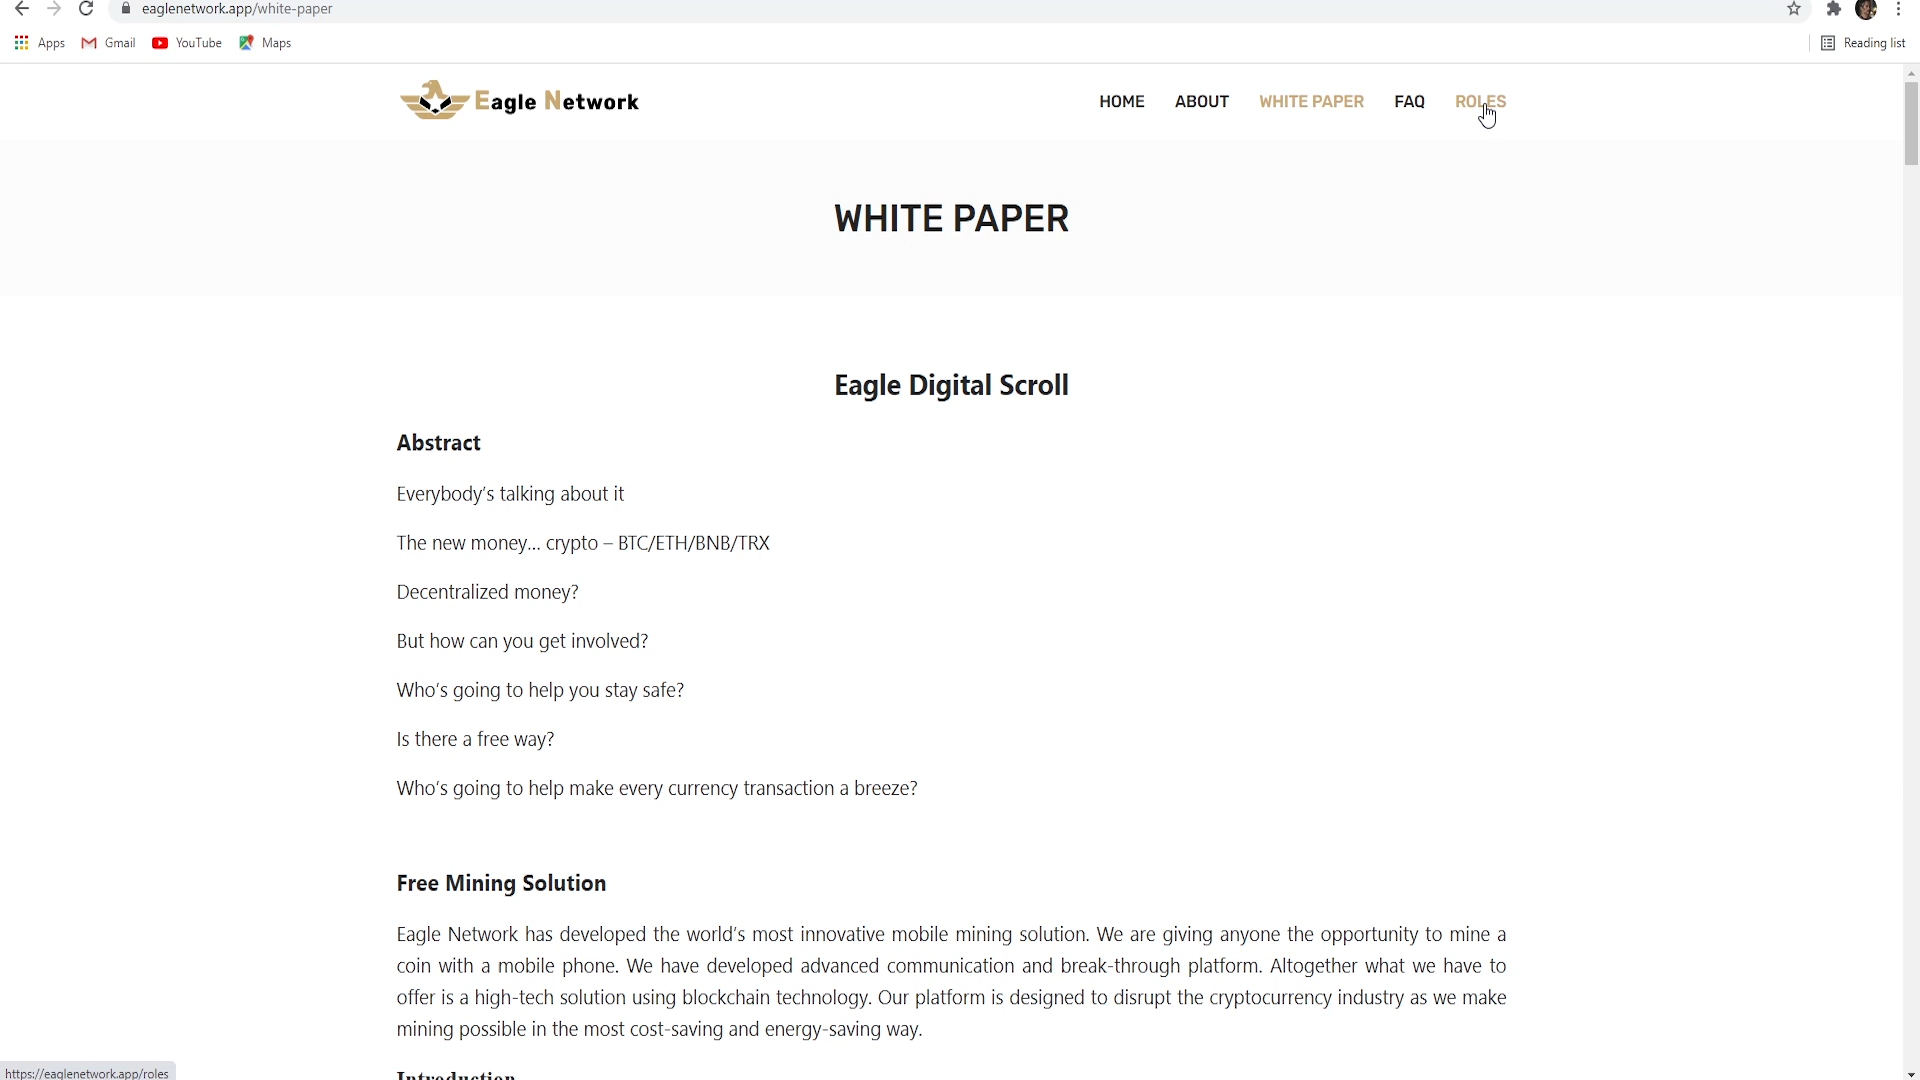 eaglenetwork.app/white-paper
Apps Gmail YouTube Maps Reading list
Eagle Network HOME ABOUT WHITE PAPER FAQ ROLES
WHITE PAPER
Eagle Digital Scroll
Abstract
Everybody's talking about it
The new money... crypto – BTC/ETH/BNB/TRX
Decentralized money?
But how can you get involved?
Who's going to help you stay safe?
Is there a free way?
Who's going to help make every currency transaction a breeze?
Free Mining Solution
Eagle Network has developed the world's most innovative mobile mining solution. We are giving anyone the opportunity to mine a
coin with a mobile phone. We have developed advanced communication and break-through platform. Altogether what we have to
offer is a high-tech solution using blockchain technology. Our platform is designed to disrupt the cryptocurrency industry as we make
mining possible in the most cost-saving and energy-saving way.
Introduction
https://eaglenetwork.app/roles